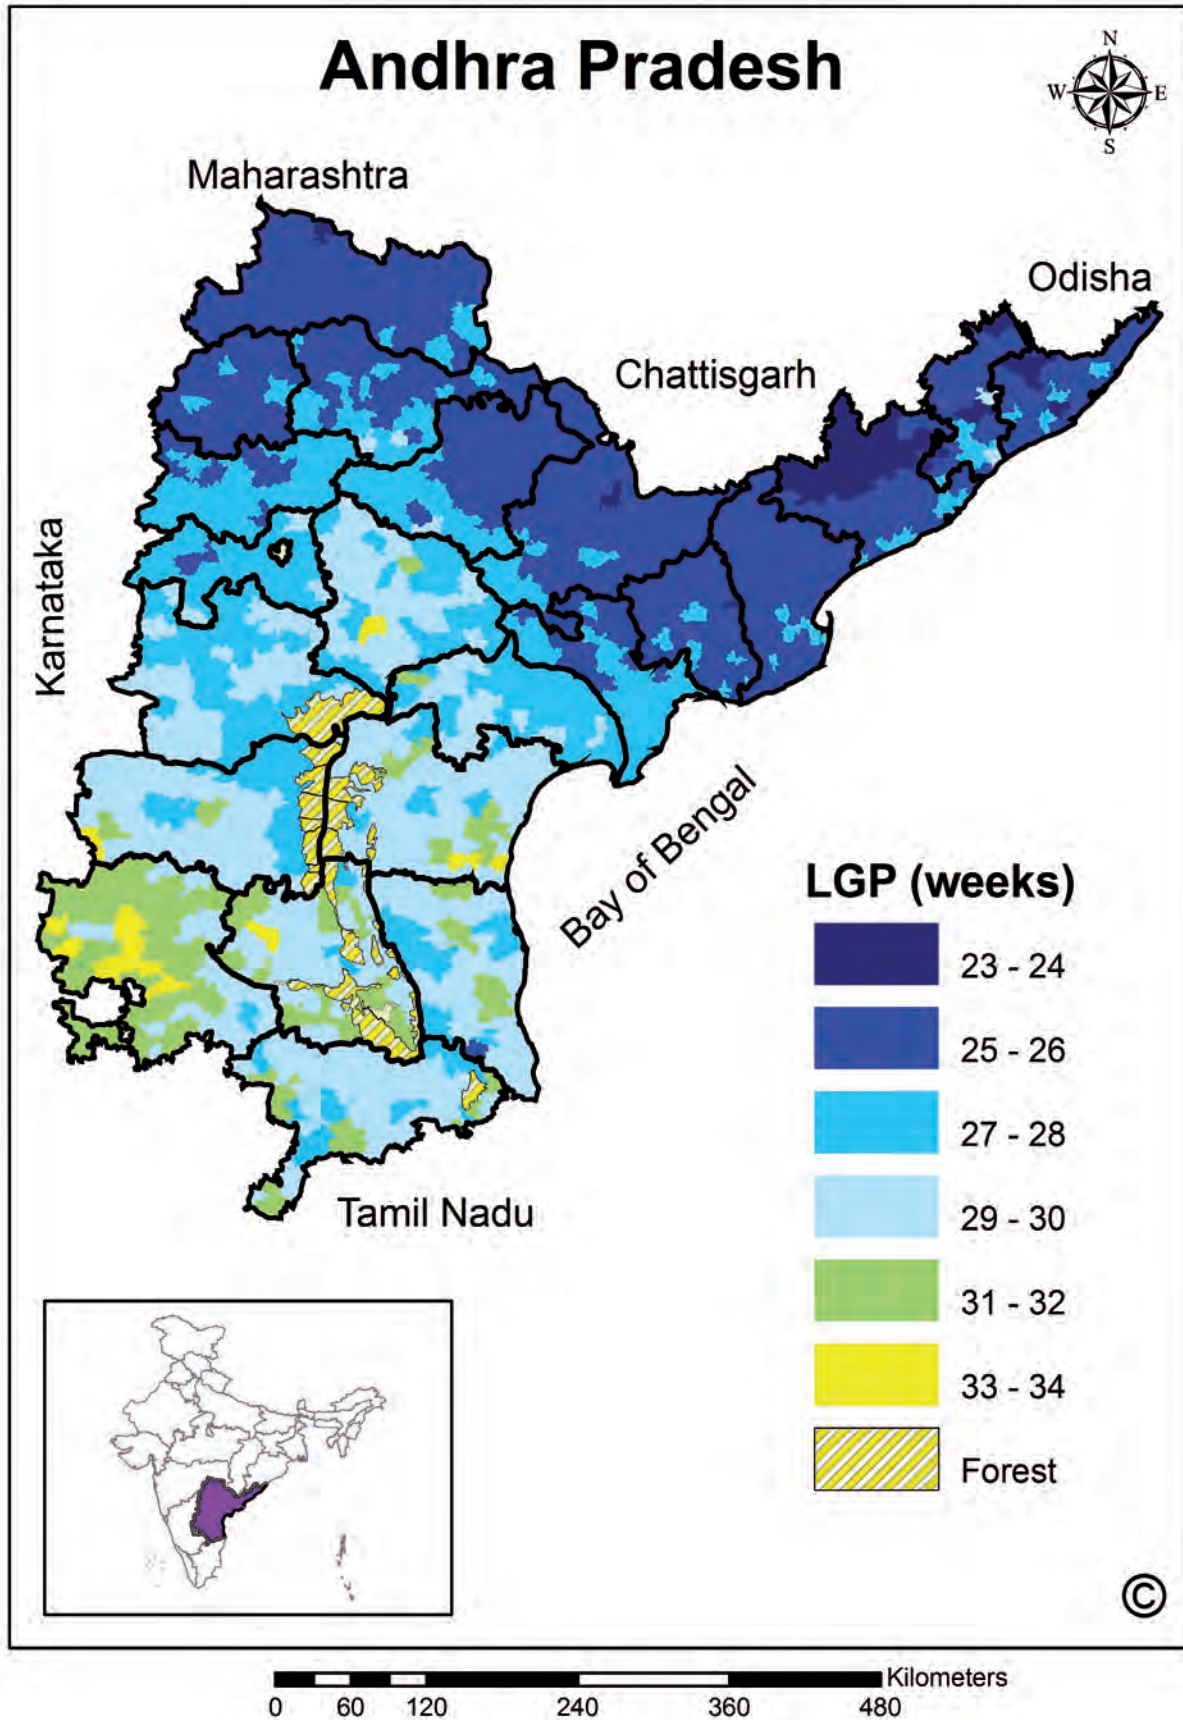 Andhra Pradesh
N
W
E
S
Maharashtra
Odisha
Chattisgarh
Karnataka
Bay of Bengal
Tamil Nadu
LGP (weeks)
23 - 24
25 - 26
27 - 28
29 - 30
31 - 32
33 - 34
Forest
©
Kilometers
0 60 120 240 360 480